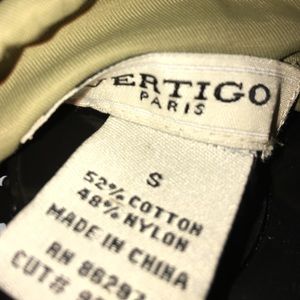 VERTIGO
PARIS
S
52% COTTON
48% NYLON
MADE IN CHINA
RN
CUT#